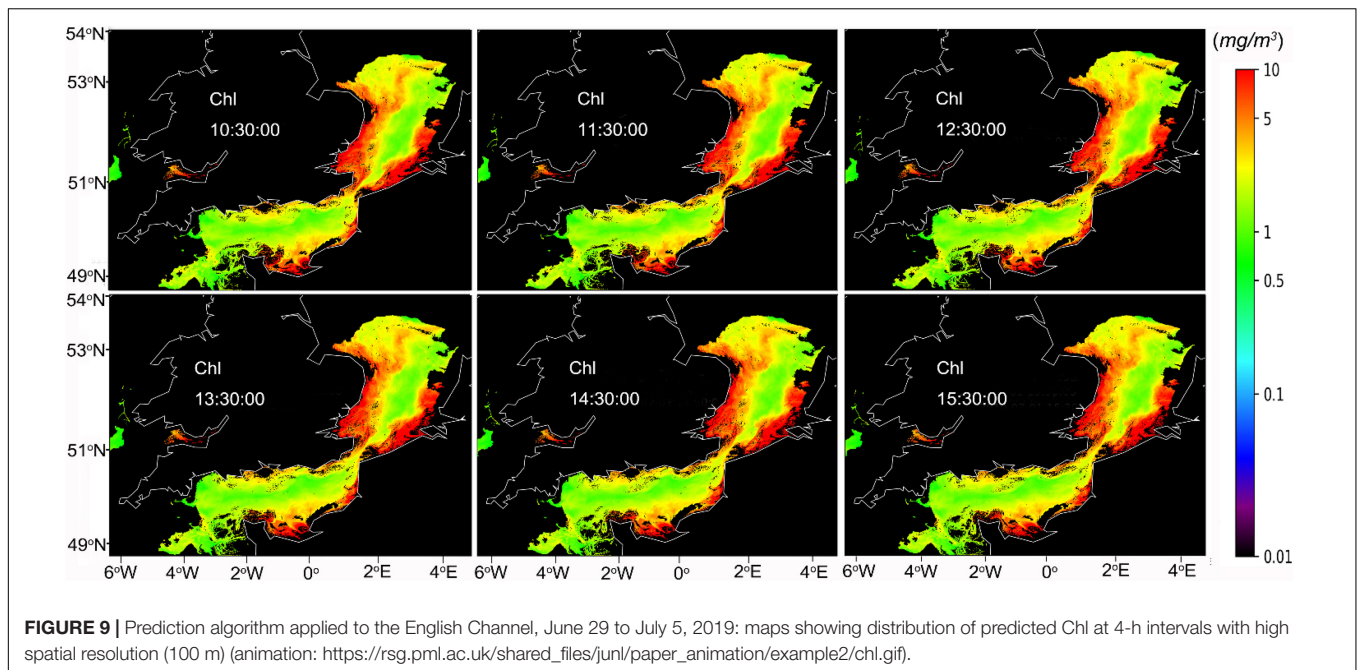 54°N
53°N
51°N
49°N
Chl
10:30:00
Chl
11:30:00
Chl
12:30:00
(mg/m³)
10
5
1
0.5
0.1
0.01
54°N
53°N
51°N
49°N
Chl
13:30:00
Chl
14:30:00
Chl
15:30:00
6°W 4°W 2°W 0° 2°E 4°E
6°W 4°W 2°W 0° 2°E 4°E
6°W 4°W 2°W 0° 2°E 4°E
FIGURE 9 | Prediction algorithm applied to the English Channel, June 29 to July 5, 2019: maps showing distribution of predicted Chl at 4-h intervals with high
spatial resolution (100 m) (animation: https://rsg.pml.ac.uk/shared_files/junl/paper_animation/example2/chl.gif).